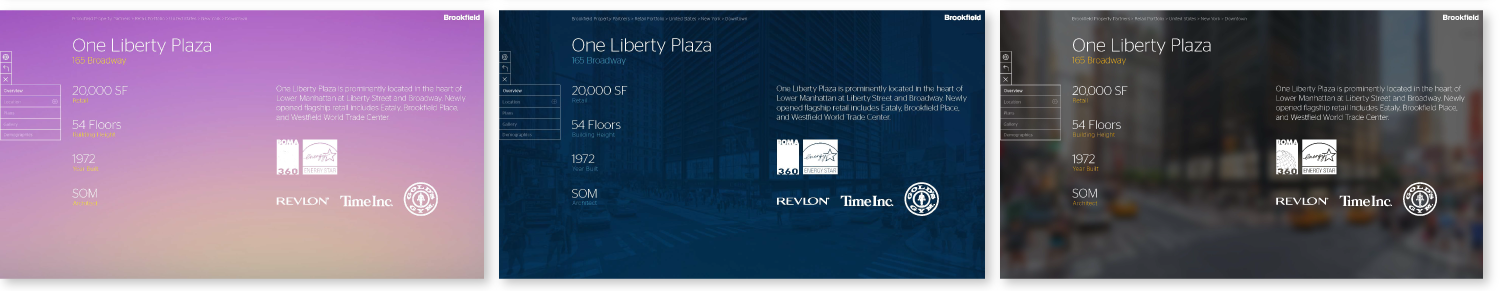 Brookfield Property Partners > Retail Portfolio > United States > New York > Downtown
Brookfield
One Liberty Plaza
165 Broadway
Overview
Location
Plans
Gallery
Demographics
20,000 SF
Retail
54 Floors
Building Height
1972
Year Built
SOM
Architect
One Liberty Plaza is prominently located in the heart of
Lower Manhattan at Liberty Street and Broadway. Newly
opened flagship retail includes Eataly, Brookfield Place,
and Westfield World Trade Center.
BOMA
360
energy
ENERGY STAR
REVLON
Time Inc.
GOLD'S GYM
Brookfield Property Partners > Retail Portfolio > United States > New York > Downtown
Brookfield
One Liberty Plaza
165 Broadway
Overview
Location
Plans
Gallery
Demographics
20,000 SF
Retail
54 Floors
Building Height
1972
Year Built
SOM
Architect
One Liberty Plaza is prominently located in the heart of
Lower Manhattan at Liberty Street and Broadway. Newly
opened flagship retail includes Eataly, Brookfield Place,
and Westfield World Trade Center.
BOMA
360
energy
ENERGY STAR
REVLON
Time Inc.
GOLD'S GYM
Brookfield Property Partners > Retail Portfolio > United States > New York > Downtown
Brookfield
One Liberty Plaza
165 Broadway
Overview
Location
Plans
Gallery
Demographics
20,000 SF
Retail
54 Floors
Building Height
1972
Year Built
SOM
Architect
One Liberty Plaza is prominently located in the heart of
Lower Manhattan at Liberty Street and Broadway. Newly
opened flagship retail includes Eataly, Brookfield Place,
and Westfield World Trade Center.
BOMA
360
energy
ENERGY STAR
REVLON
Time Inc.
GOLD'S GYM